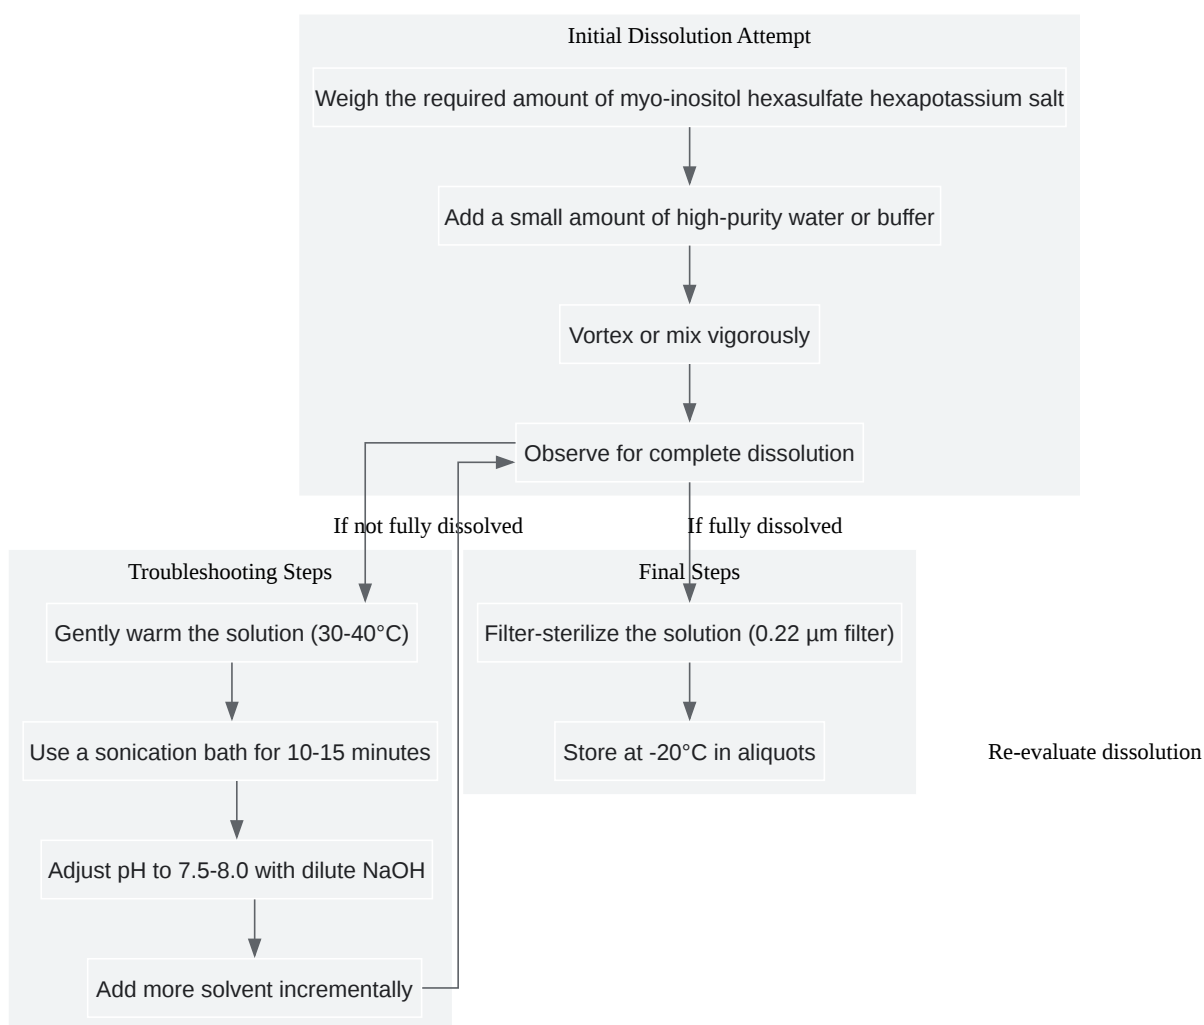 Initial Dissolution Attempt
Weigh the required amount of myo-inositol hexasulfate hexapotassium salt
Add a small amount of high-purity water or buffer
Vortex or mix vigorously
Observe for complete dissolution
If not fully dissolved
If fully dissolved
Troubleshooting Steps
Gently warm the solution (30-40°C)
Use a sonication bath for 10-15 minutes
Adjust pH to 7.5-8.0 with dilute NaOH
Add more solvent incrementally
Final Steps
Filter-sterilize the solution (0.22 µm filter)
Store at -20°C in aliquots
Re-evaluate dissolution